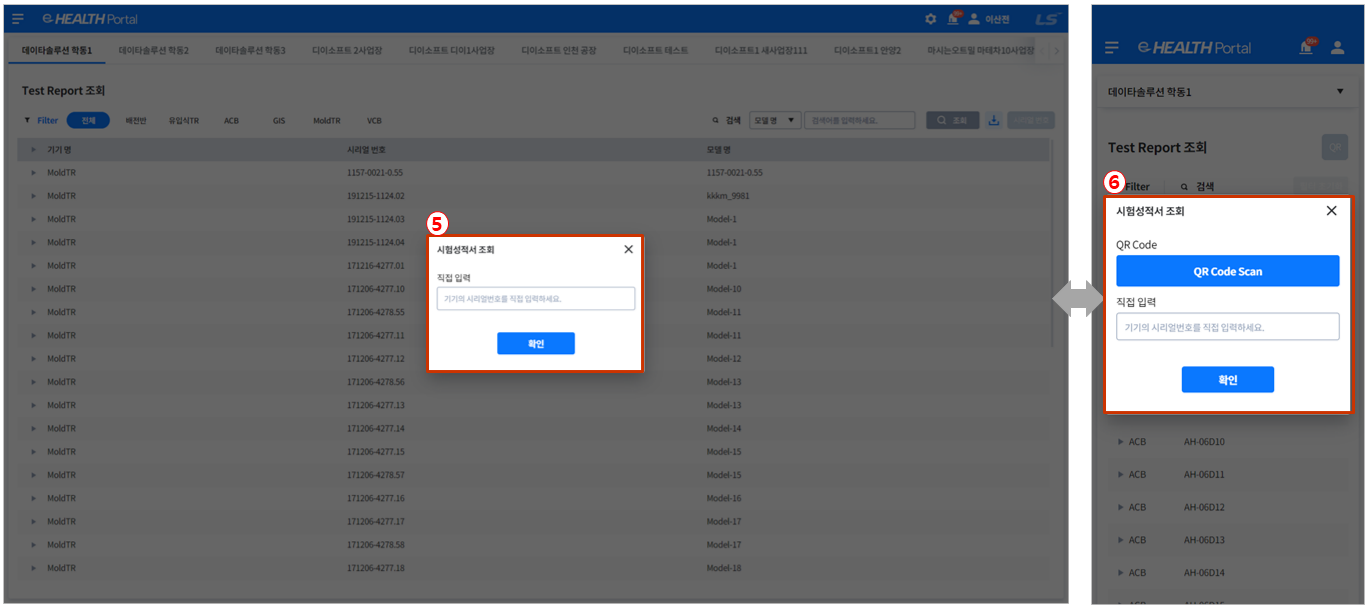 e-HEALTH Portal
99+ 이산전 LS
데이타솔루션 학동1 데이타솔루션 학동2 데이타솔루션 학동3 디이소프트 2사업장 디이소프트 디이1사업장 디이소프트 인천 공장 디이소프트 테스트 디이소프트1 새사업장111 디이소프트1 안양2 마시는오트밀 마테차10사업장
Test Report 조회
Filter 전체 배전반 유입식TR ACB GIS MoldTR VCB 검색 모델 명 검색어를 입력하세요. 조회
기기 명 시리얼 번호 모델 명
MoldTR 1157-0021-0.55 1157-0021-0.55
MoldTR 191215-1124.02 kkkm_9981
MoldTR 191215-1124.03 Model-1
MoldTR 191215-1124.04 Model-1
MoldTR 171216-4277.01 Model-1
MoldTR 171206-4277.10 Model-10
MoldTR 171206-4278.55 Model-11
MoldTR 171206-4277.11 Model-11
MoldTR 171206-4277.12 Model-12
MoldTR 171206-4278.56 Model-13
MoldTR 171206-4277.13 Model-13
MoldTR 171206-4277.14 Model-14
MoldTR 171206-4277.15 Model-15
MoldTR 171206-4278.57 Model-15
MoldTR 171206-4277.16 Model-16
MoldTR 171206-4277.17 Model-17
MoldTR 171206-4278.58 Model-17
MoldTR 171206-4277.18 Model-18
5
시험성적서 조회
직접 입력
기기의 시리얼번호를 직접 입력하세요.
확인
e-HEALTH Portal
99+
데이타솔루션 학동1
Test Report 조회 QR
Filter 검색
6
시험성적서 조회
QR Code
QR Code Scan
직접 입력
기기의 시리얼번호를 직접 입력하세요.
확인
ACB AH-06D10
ACB AH-06D11
ACB AH-06D12
ACB AH-06D13
ACB AH-06D14